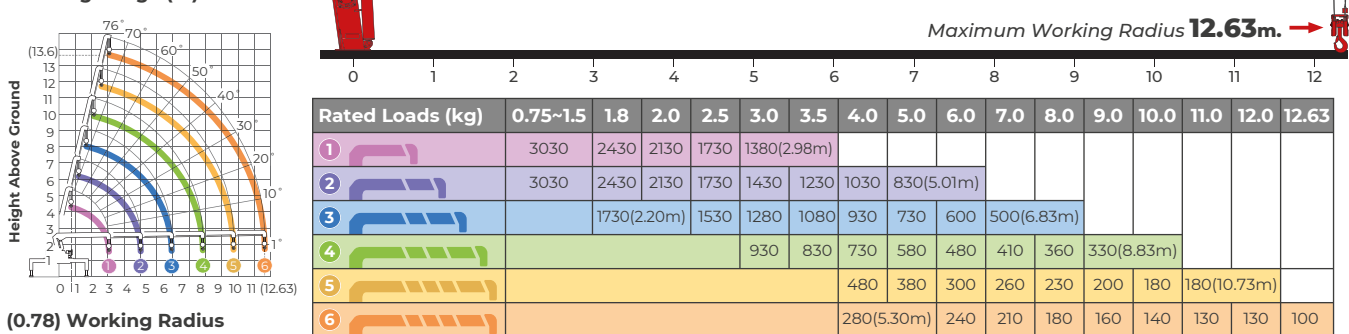 76°
70°
60°
50°
40°
30°
20°
10°
1°
(13.6)
13
12
11
10
9
8
7
6
5
4
3
2
1
Height Above Ground
1 2 3 4 5 6
0 1 2 3 4 5 6 7 8 9 10 11 (12.63)
(0.78) Working Radius
Maximum Working Radius 12.63m.
0 1 2 3 4 5 6 7 8 9 10 11 12
Rated Loads (kg) 0.75~1.5 1.8 2.0 2.5 3.0 3.5 4.0 5.0 6.0 7.0 8.0 9.0 10.0 11.0 12.0 12.63
1 3030 2430 2130 1730 1380(2.98m)
2 3030 2430 2130 1730 1430 1230 1030 830(5.01m)
3 1730(2.20m) 1530 1280 1080 930 730 600 500(6.83m)
4 930 830 730 580 480 410 360 330(8.83m)
5 480 380 300 260 230 200 180 180(10.73m)
6 280(5.30m) 240 210 180 160 140 130 130 100